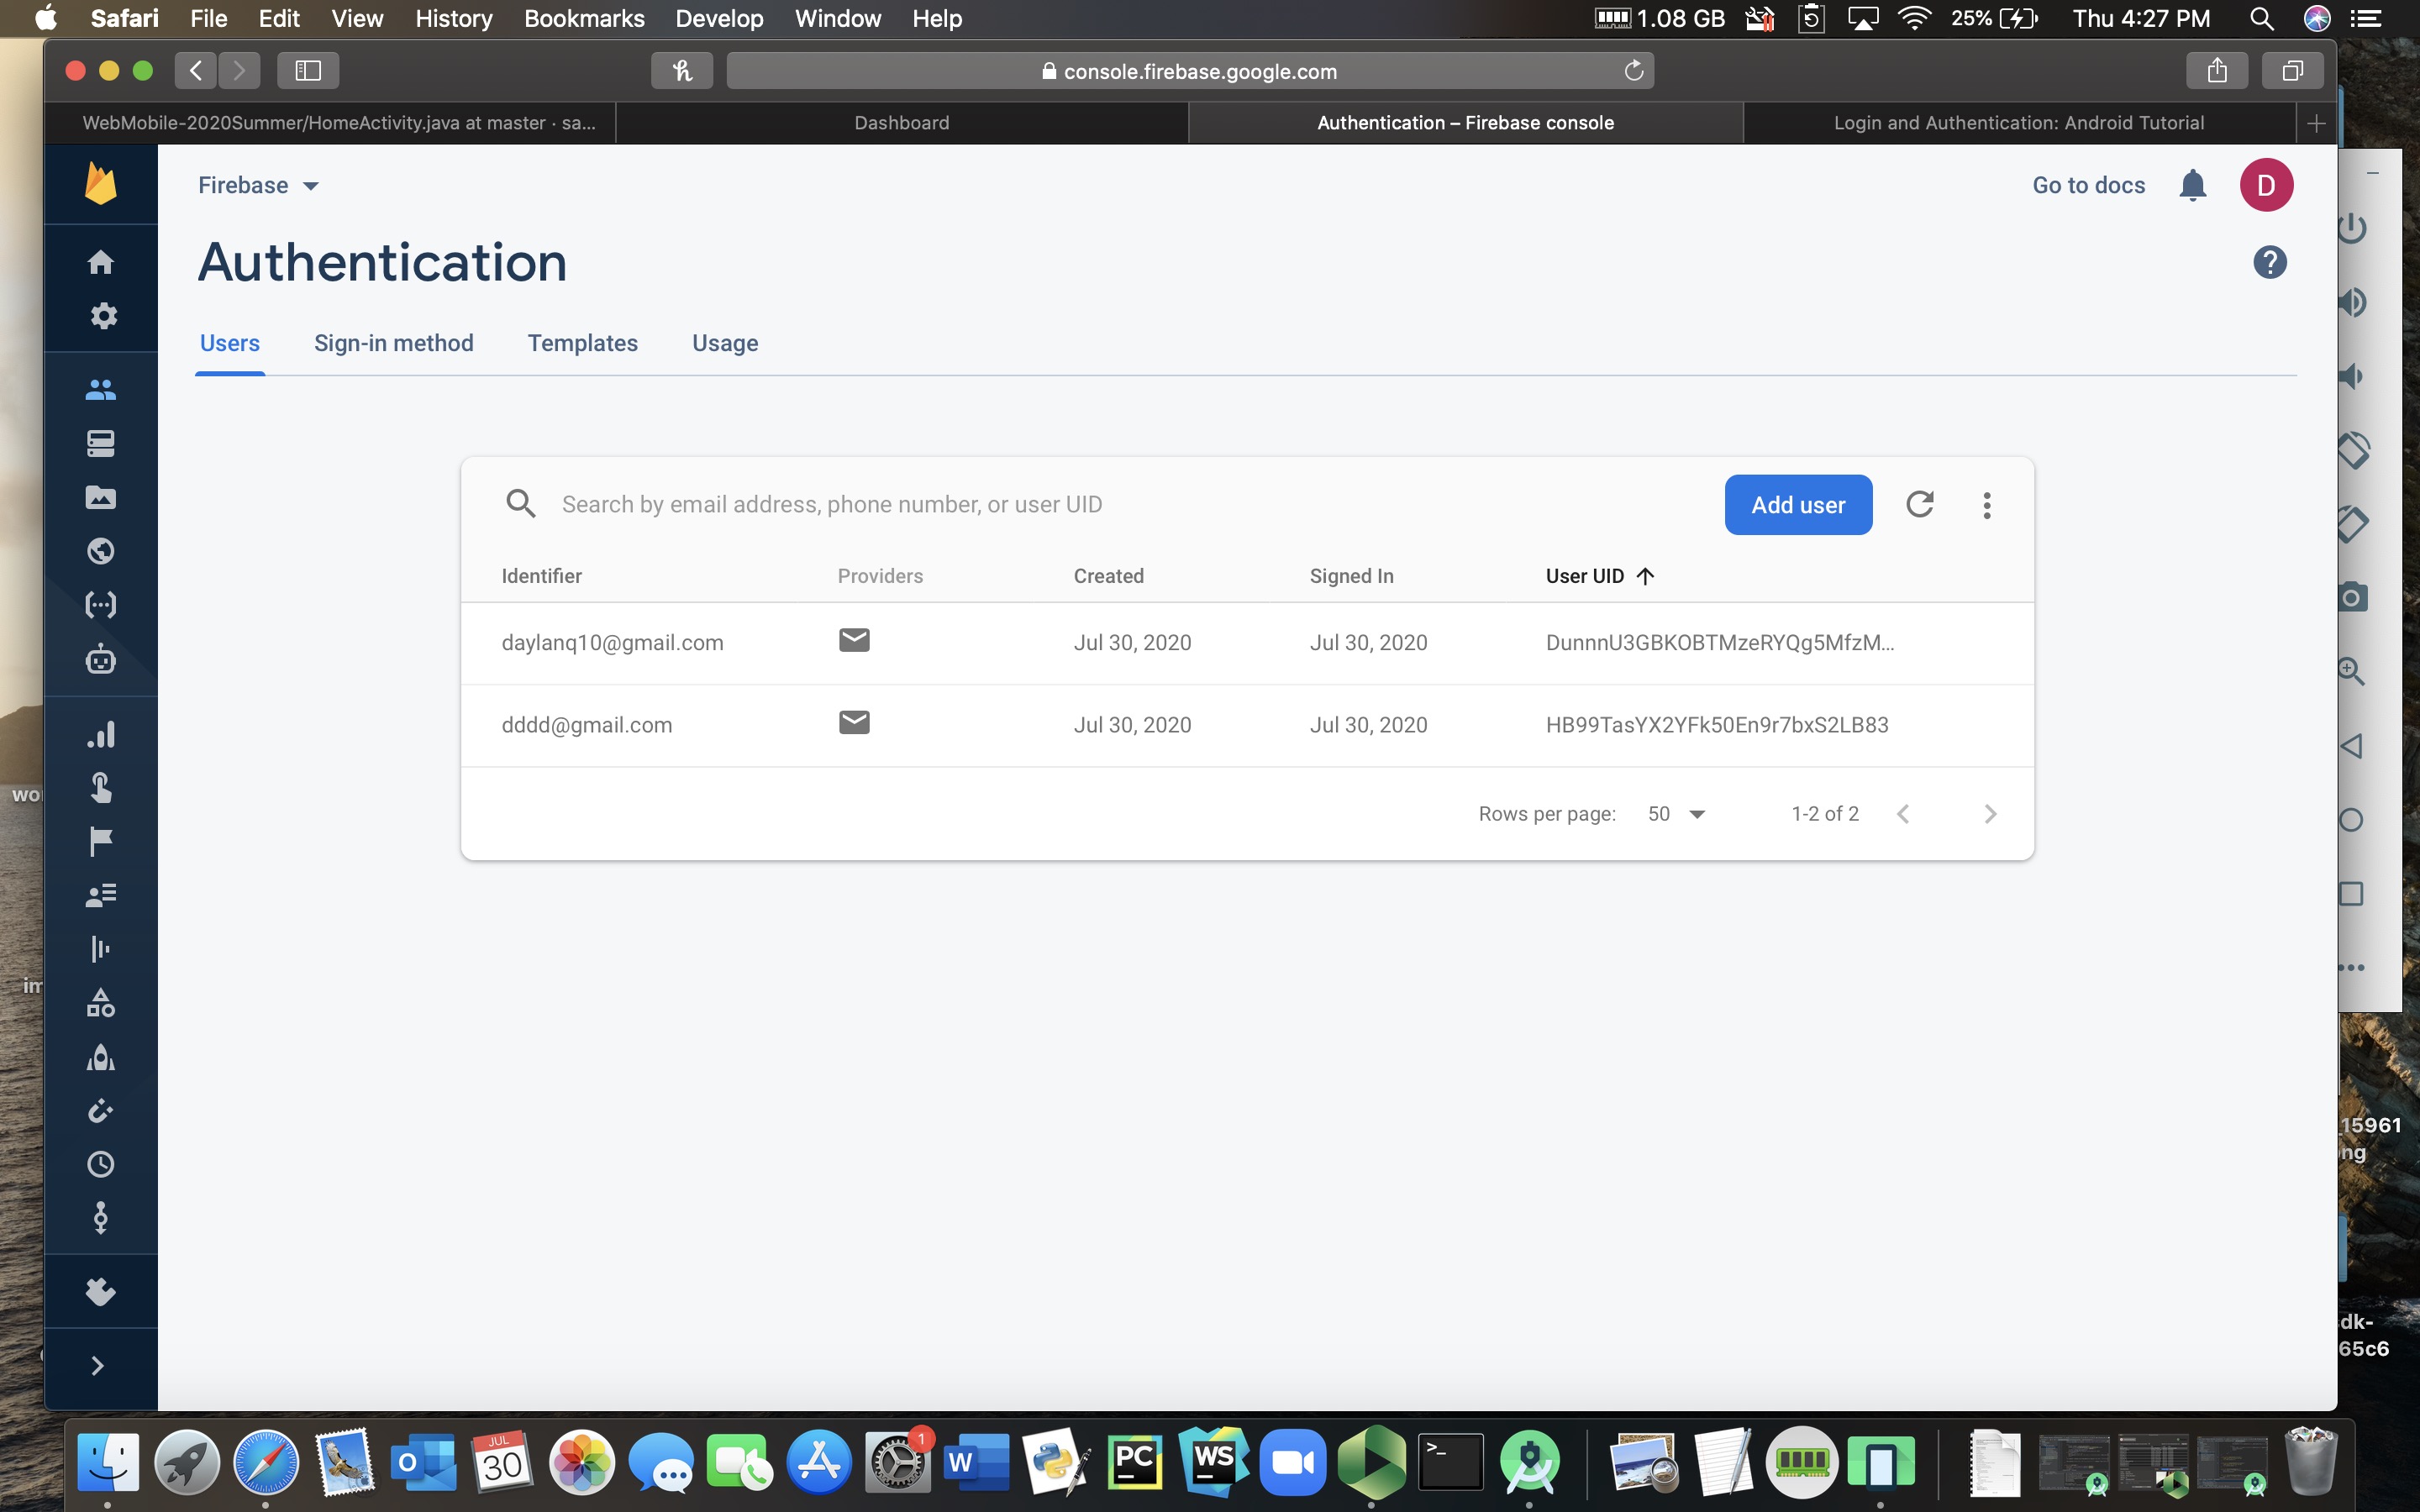 Safari File Edit View History Bookmarks Develop Window Help 1.08 GB 25% Thu 4:27 PM
console.firebase.google.com
WebMobile-2020Summer/HomeActivity.java at master · sa... Dashboard Authentication – Firebase console Login and Authentication: Android Tutorial
Firebase Go to docs D
Authentication
Users Sign-in method Templates Usage
Search by email address, phone number, or user UID Add user
Identifier Providers Created Signed In User UID
daylanq10@gmail.com Jul 30, 2020 Jul 30, 2020 DunnnU3GBKOBTMzeRYQg5MfzM...
dddd@gmail.com Jul 30, 2020 Jul 30, 2020 HB99TasYX2YFk50En9r7bxS2LB83
Rows per page: 50 1-2 of 2
wo
im
_15961
ng
dk-
65c6
JUL
30
1
O
W
PC
WS
>_